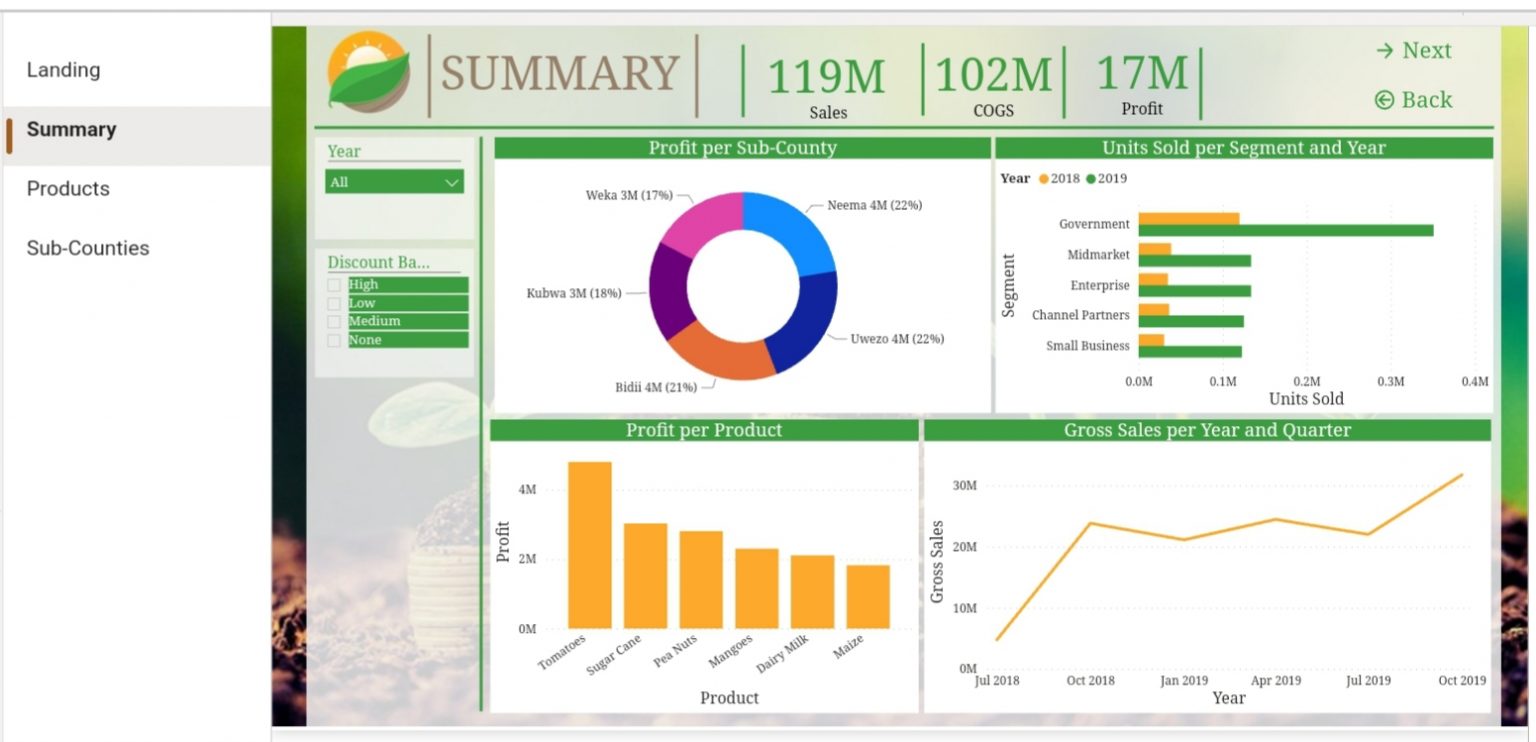 Landing
Summary
Products
Sub-Counties
SUMMARY
119M
Sales
102M
COGS
17M
Profit
Next
Back
Year
All
Discount Ba...
High
Low
Medium
None
Profit per Sub-County
Weka 3M (17%)
Neema 4M (22%)
Kubwa 3M (18%)
Uwezo 4M (22%)
Bidii 4M (21%)
Units Sold per Segment and Year
Year 2018 2019
Segment
Government
Midmarket
Enterprise
Channel Partners
Small Business
0.0M 0.1M 0.2M 0.3M 0.4M
Units Sold
Profit per Product
Profit
4M
2M
0M
Tomatoes Sugar Cane Pea Nuts Mangoes Dairy Milk Maize
Product
Gross Sales per Year and Quarter
Gross Sales
30M
20M
10M
0M
Jul 2018 Oct 2018 Jan 2019 Apr 2019 Jul 2019 Oct 2019
Year